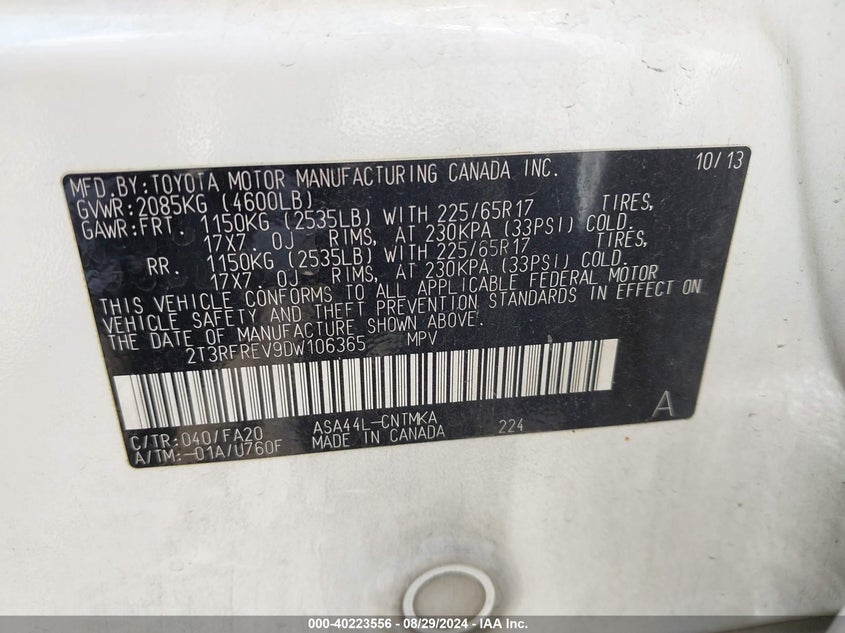 MFD.BY:TOYOTA MOTOR MANUFACTURING CANADA INC. 10/13
GVWR:2085KG (4600LB)
GAWR:FRT. 1150KG (2535LB) WITH 225/65R17 TIRES,
17X7. 0J RIMS, AT 230KPA (33PSI) COLD.
RR. 1150KG (2535LB) WITH 225/65R17 TIRES,
17X7. 0J RIMS, AT 230KPA (33PSI) COLD.
THIS VEHICLE CONFORMS TO ALL APPLICABLE FEDERAL MOTOR
VEHICLE SAFETY AND THEFT PREVENTION STANDARDS IN EFFECT ON
THE DATE OF MANUFACTURE SHOWN ABOVE.
2T3RFREV9DW106365 MPV
C/TR:040/FA20 ASA44L-CNTMKA 224 A
A/TM:-01A/U760F MADE IN CANADA
000-40223556 - 08/29/2024 - IAA Inc.